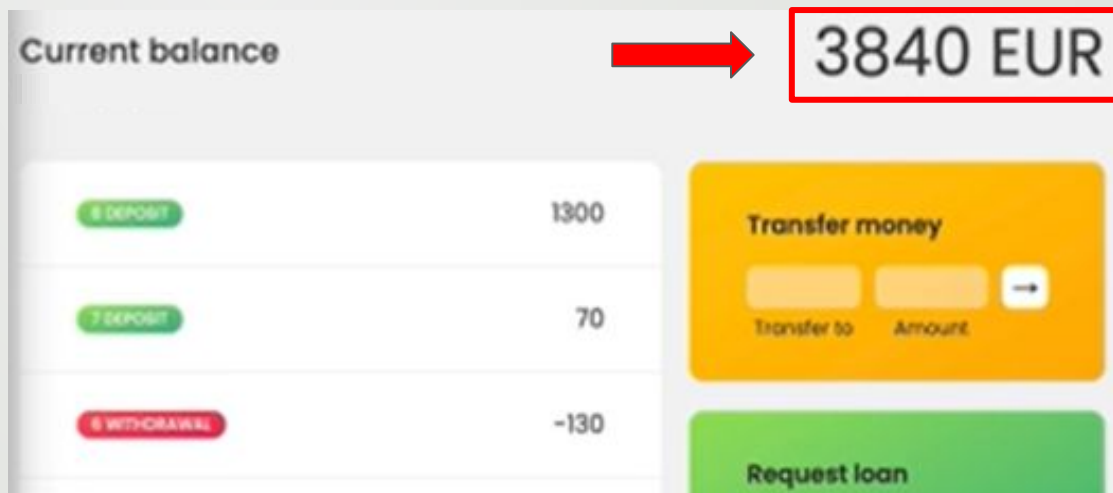 Current balance
3840 EUR
8 DEPOSIT
1300
7 DEPOSIT
70
6 WITHDRAWAL
-130
Transfer money
→
Transfer to
Amount
Request loan